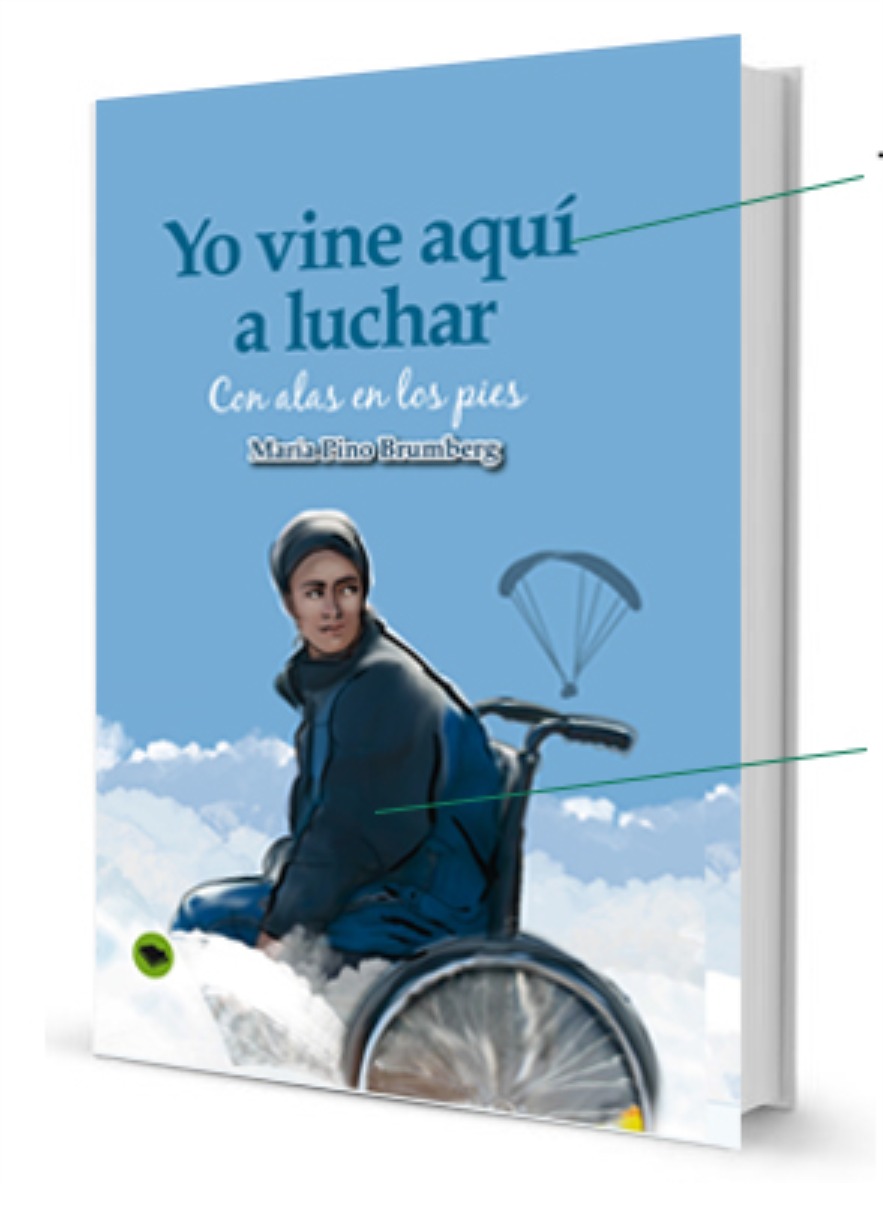 Yo vine aquí
a luchar
Con alas en los pies
María Pino Brumberg